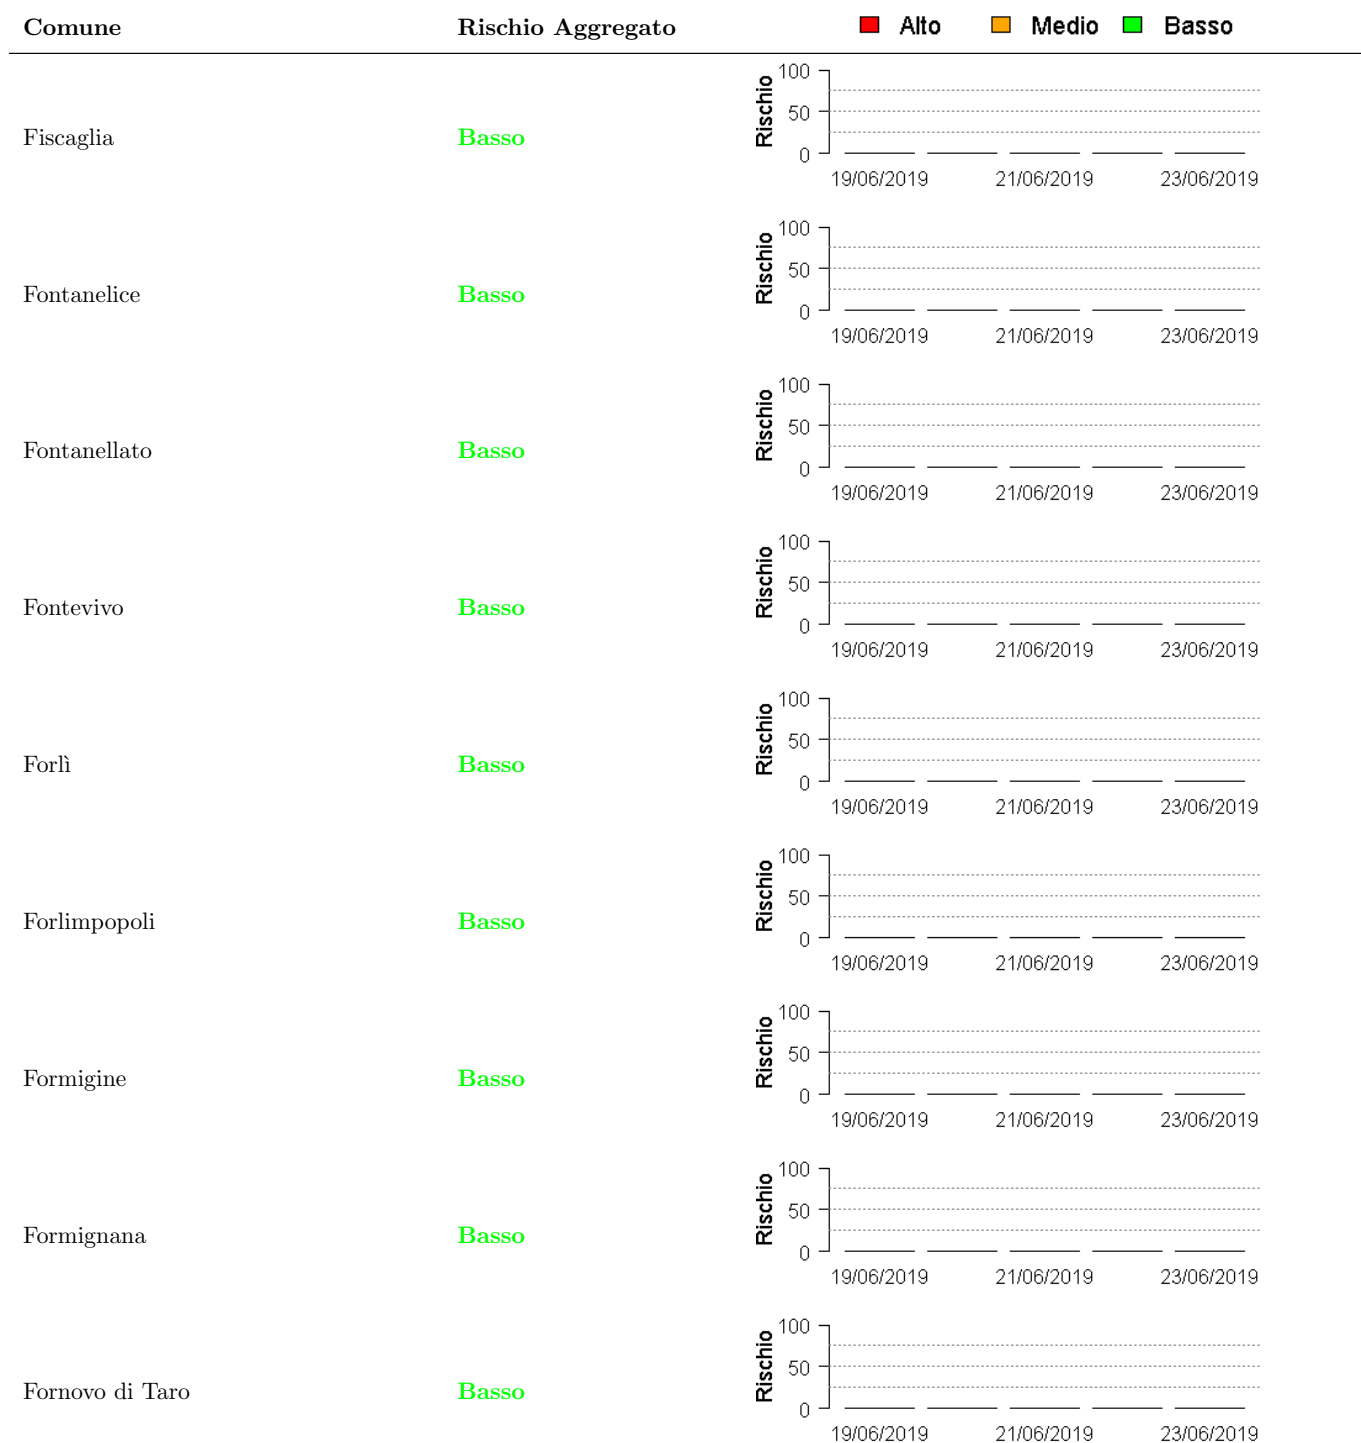 Comune Rischio Aggregato Alto Medio Basso
Fiscaglia Basso Rischio 100 50 0
19/06/2019 21/06/2019 23/06/2019
Fontanelice Basso Rischio 100 50 0
19/06/2019 21/06/2019 23/06/2019
Fontanellato Basso Rischio 100 50 0
19/06/2019 21/06/2019 23/06/2019
Fontevivo Basso Rischio 100 50 0
19/06/2019 21/06/2019 23/06/2019
Forlì Basso Rischio 100 50 0
19/06/2019 21/06/2019 23/06/2019
Forlimpopoli Basso Rischio 100 50 0
19/06/2019 21/06/2019 23/06/2019
Formigine Basso Rischio 100 50 0
19/06/2019 21/06/2019 23/06/2019
Formignana Basso Rischio 100 50 0
19/06/2019 21/06/2019 23/06/2019
Fornovo di Taro Basso Rischio 100 50 0
19/06/2019 21/06/2019 23/06/2019